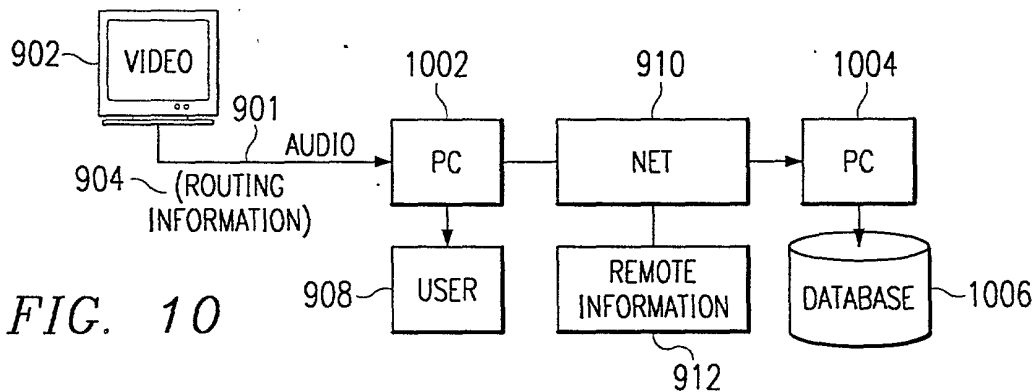 902
VIDEO
901
AUDIO
904
(ROUTING
INFORMATION)
1002
PC
910
NET
1004
PC
908
USER
REMOTE
INFORMATION
912
DATABASE
1006
FIG. 10